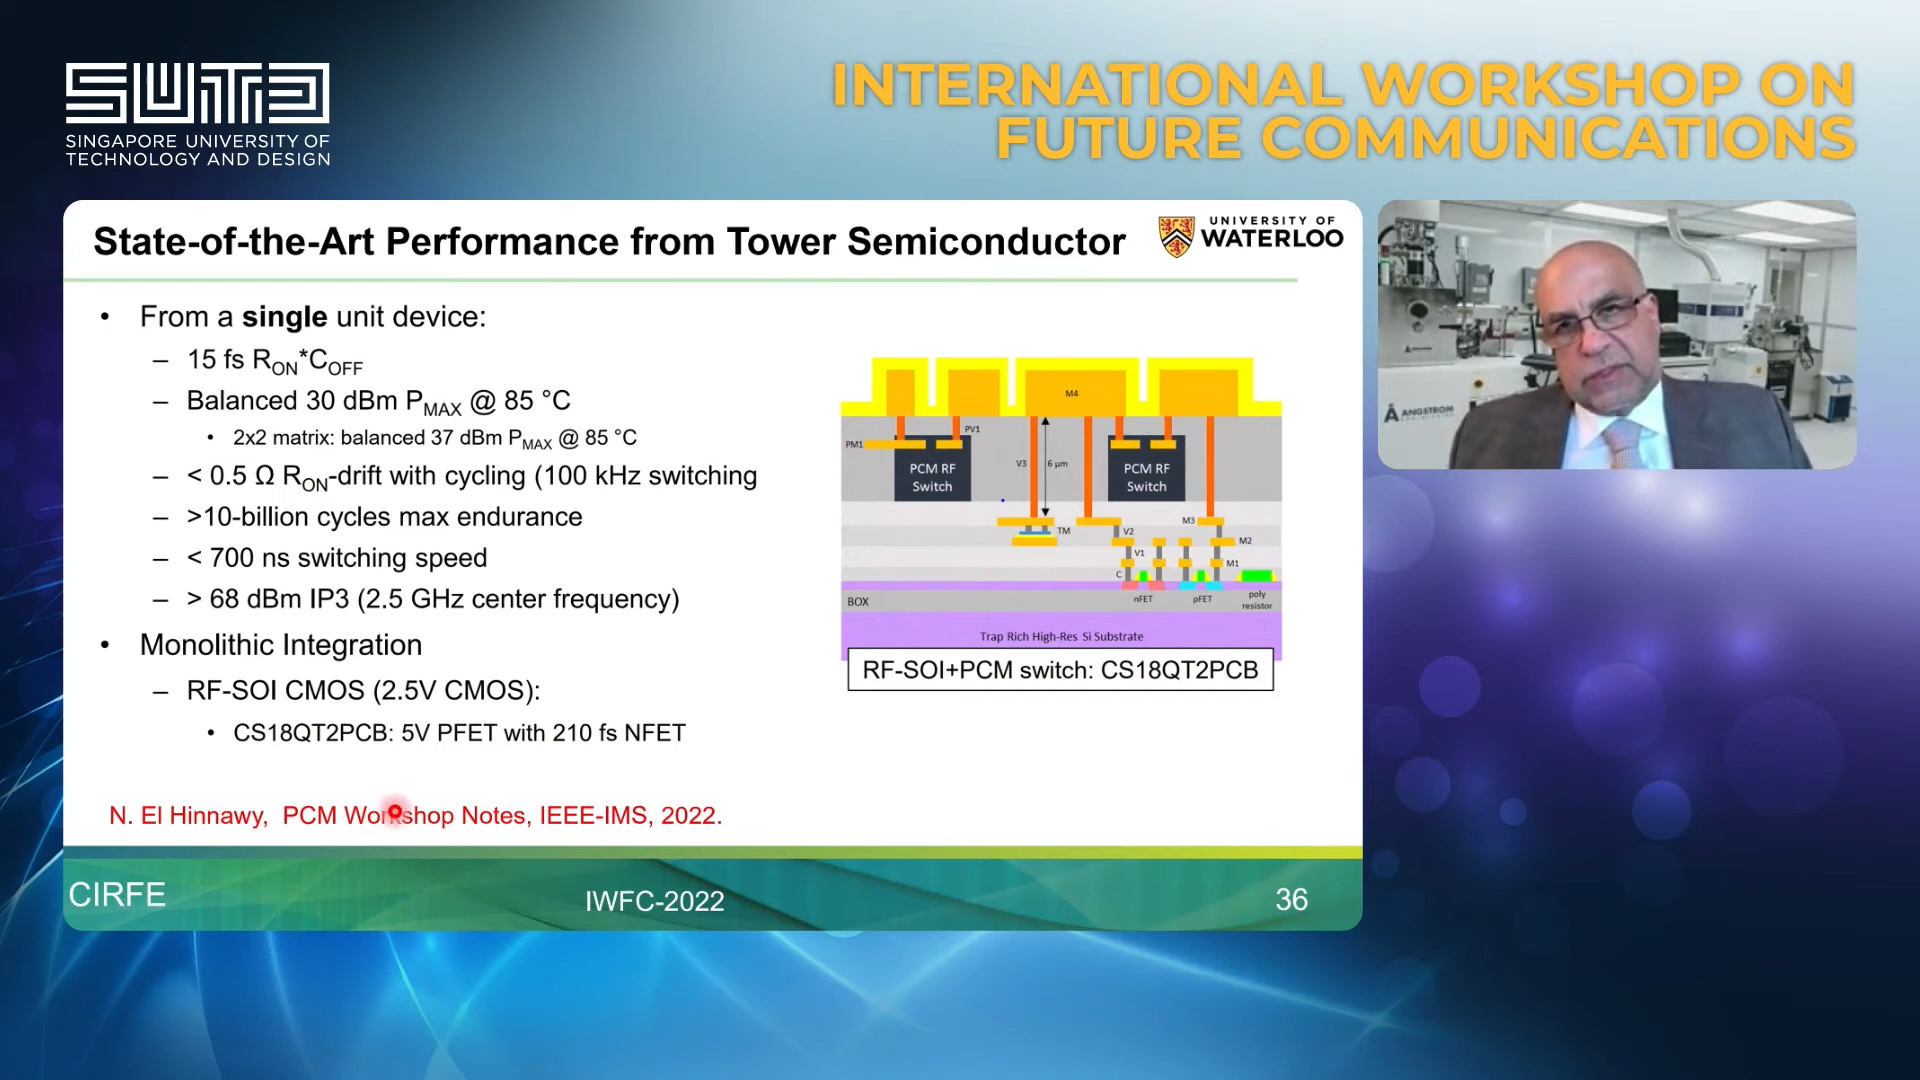 SUTD
SINGAPORE UNIVERSITY OF
TECHNOLOGY AND DESIGN
INTERNATIONAL WORKSHOP ON
FUTURE COMMUNICATIONS
State-of-the-Art Performance from Tower Semiconductor
UNIVERSITY OF
WATERLOO
• From a single unit device:
– 15 fs RON*COFF
– Balanced 30 dBm PMAX @ 85 °C
• 2x2 matrix: balanced 37 dBm PMAX @ 85 °C
– < 0.5 Ω RON-drift with cycling (100 kHz switching
– >10-billion cycles max endurance
– < 700 ns switching speed
– > 68 dBm IP3 (2.5 GHz center frequency)
• Monolithic Integration
– RF-SOI CMOS (2.5V CMOS):
• CS18QT2PCB: 5V PFET with 210 fs NFET
N. El Hinnawy, PCM Workshop Notes, IEEE-IMS, 2022.
M4
PM1
PV1
PCM RF
Switch
V3
6 μm
PCM RF
Switch
TM
V2
M3
M2
V1
M1
C
BOX
nFET
pFET
poly
resistor
Trap Rich High-Res Si Substrate
RF-SOI+PCM switch: CS18QT2PCB
CIRFE
IWFC-2022
36
ANGSTROM